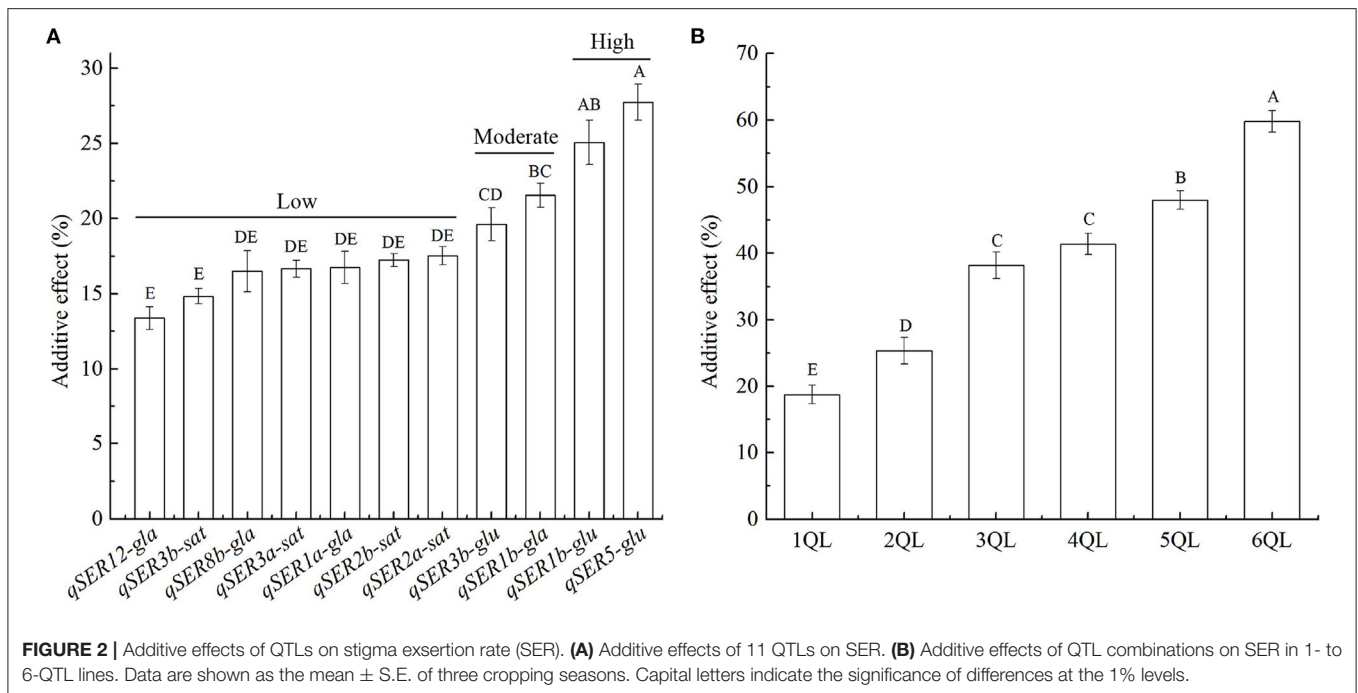 A
Additive effect (%)
30
25
20
15
10
5
0
Low
Moderate
High
E
E
DE
DE
DE
DE
DE
CD
BC
AB
A
qSER12-gla
qSER3b-sat
qSER8b-gla
qSER3a-sat
qSER1a-gla
qSER2b-sat
qSER2a-sat
qSER3b-glu
qSER1b-gla
qSER1b-glu
qSER5-glu
B
Additive effect (%)
70
60
50
40
30
20
10
0
E
D
C
C
B
A
1QL
2QL
3QL
4QL
5QL
6QL
FIGURE 2 | Additive effects of QTLs on stigma exsertion rate (SER). (A) Additive effects of 11 QTLs on SER. (B) Additive effects of QTL combinations on SER in 1- to
6-QTL lines. Data are shown as the mean ± S.E. of three cropping seasons. Capital letters indicate the significance of differences at the 1% levels.